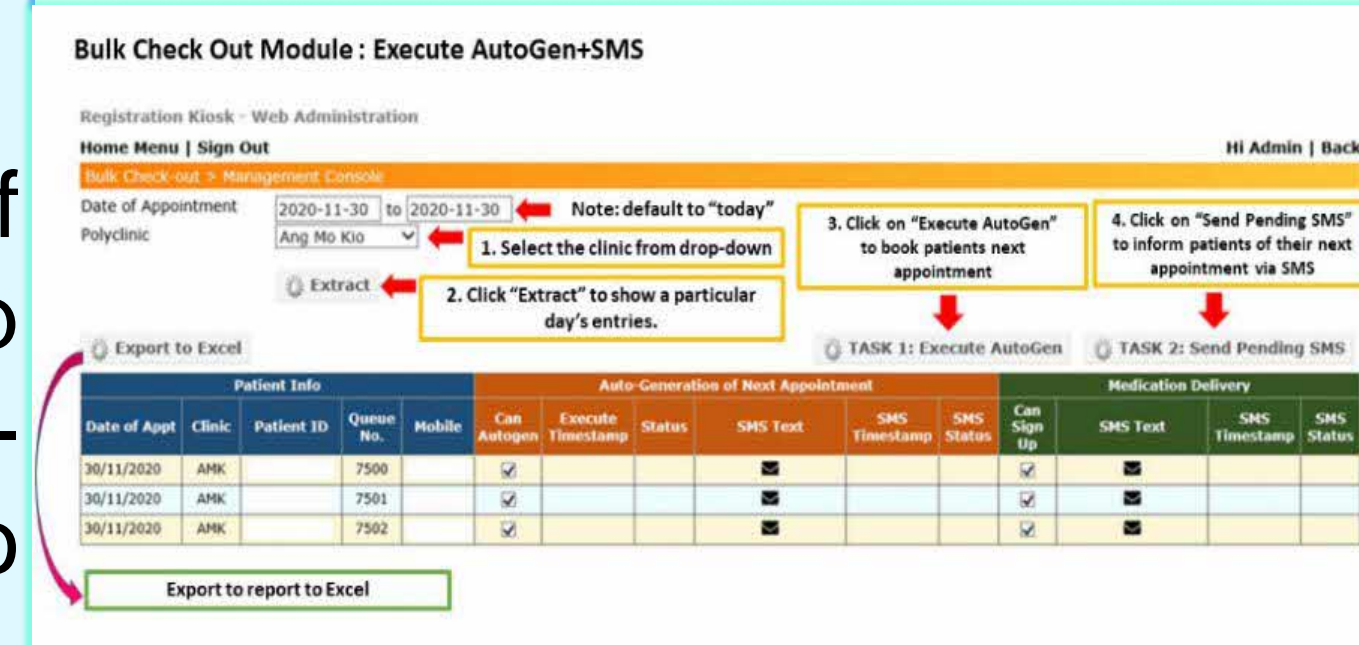 Bulk Check Out Module : Execute AutoGen+SMS
Registration Kiosk - Web Administration
Home Menu | Sign Out
Hi Admin | Back
Bulk Check-out > Management Console
Date of Appointment 2020-11-30 to 2020-11-30 Note: default to “today”
Polyclinic Ang Mo Kio
1. Select the clinic from drop-down
Extract
2. Click “Extract” to show a particular
day’s entries.
3. Click on “Execute AutoGen”
to book patients next
appointment
4. Click on “Send Pending SMS”
to inform patients of their next
appointment via SMS
Export to Excel
TASK 1: Execute AutoGen
TASK 2: Send Pending SMS
Patient Info Auto-Generation of Next Appointment Medication Delivery
Date of Appt Clinic Patient ID Queue No. Mobile Can Autogen Execute Timestamp Status SMS Text SMS Timestamp SMS Status Can Sign Up SMS Text SMS Timestamp SMS Status
30/11/2020 AMK 7500
30/11/2020 AMK 7501
30/11/2020 AMK 7502
Export to report to Excel